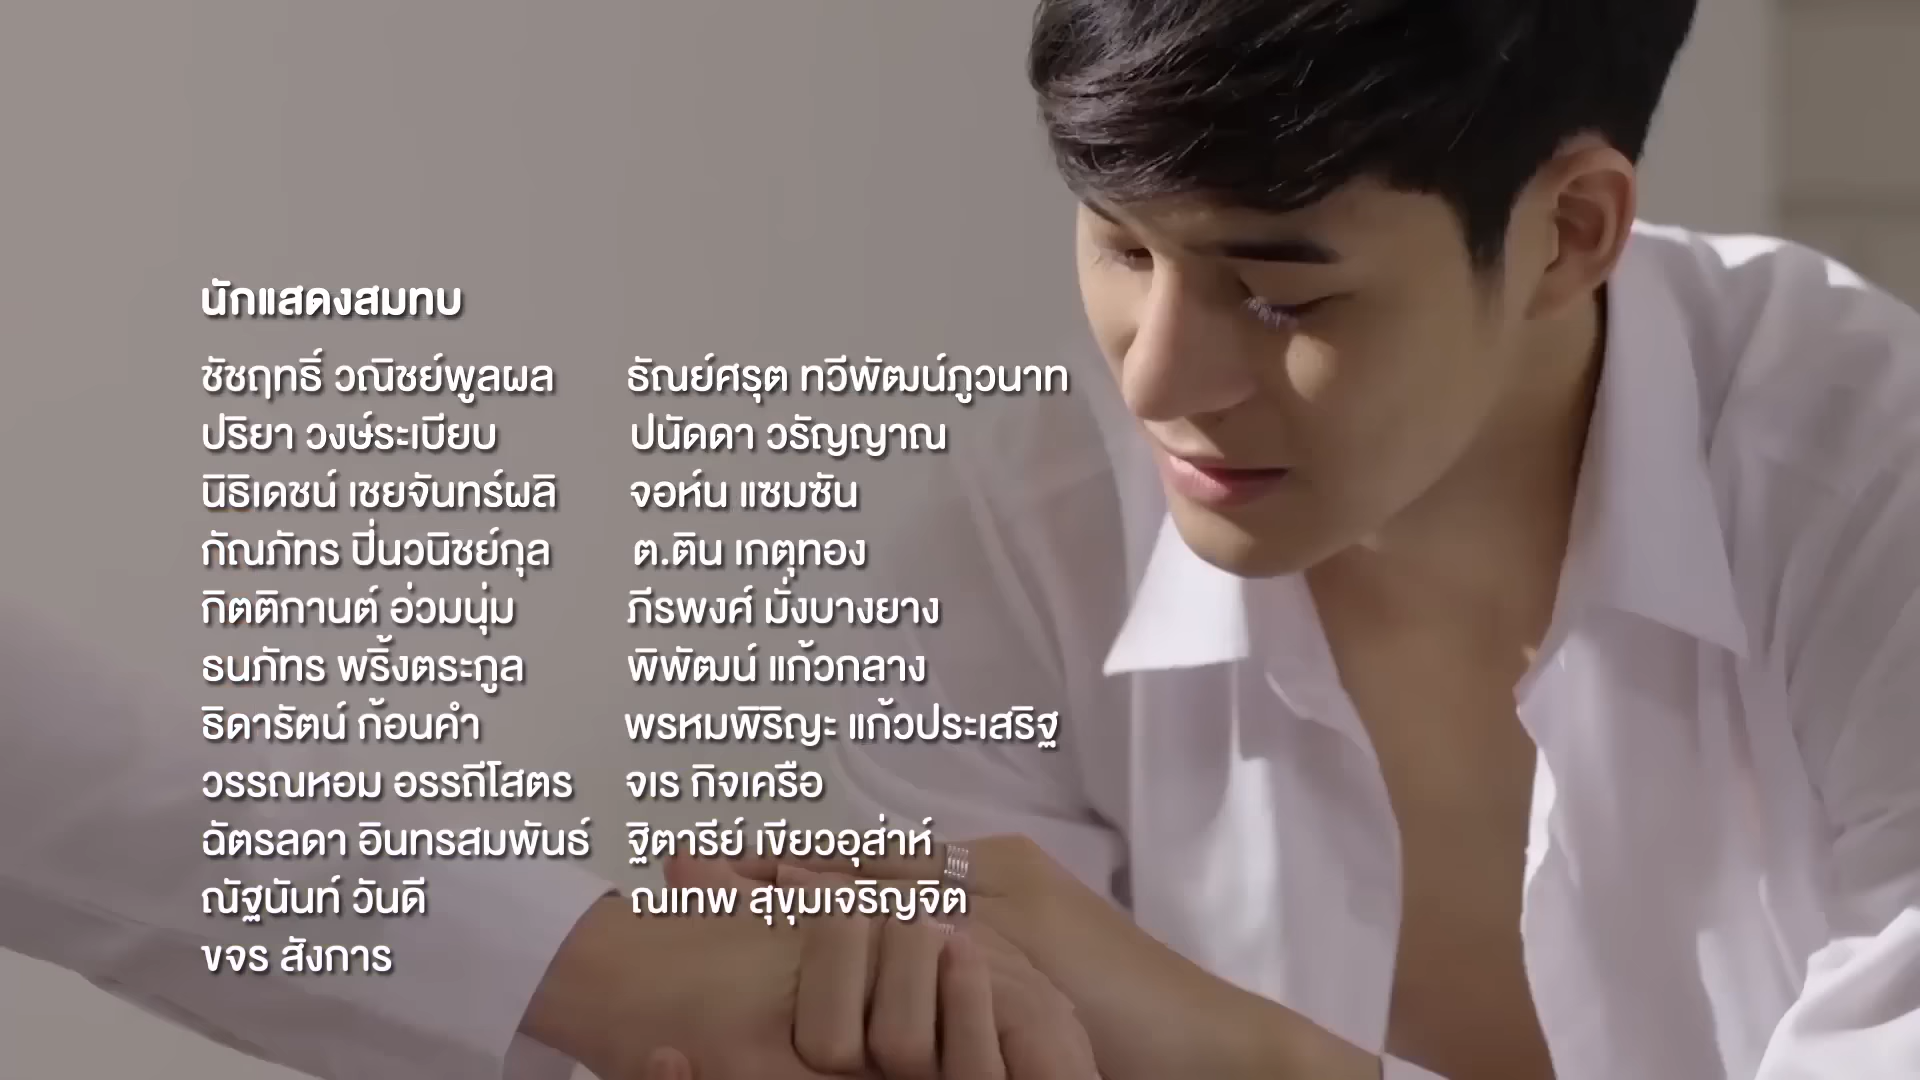 นักแสดงสมทบ
ชัชฤทธิ์ วณิชย์พูลผล
ปริยา วงษ์ระเบียบ
นิธิเดชน์ เชยจันทร์ผลิ
กัณภัทร ปิ่นวนิชย์กุล
กิตติกานต์ อ่วมนุ่ม
ธนภัทร พริ้งตระกูล
ธิดารัตน์ ก้อนคำ
วรรณหอม อรรถีโสตร
ฉัตรลดา อินทรสมพันธ์
ณัฐนันท์ วันดี
ขจร สังการ
ธัณย์ศรุต ทวีพัฒน์ภูวนาท
ปนัดดา วรัญญาณ
จอห์น แซมซัน
ต.ติน เกตุทอง
ภีรพงศ์ มั่งบางยาง
พิพัฒน์ แก้วกลาง
พรหมพิริญะ แก้วประเสริฐ
จเร กิจเครือ
ฐิตารีย์ เขียวอุส่าห์
ณเทพ สุขุมเจริญจิต